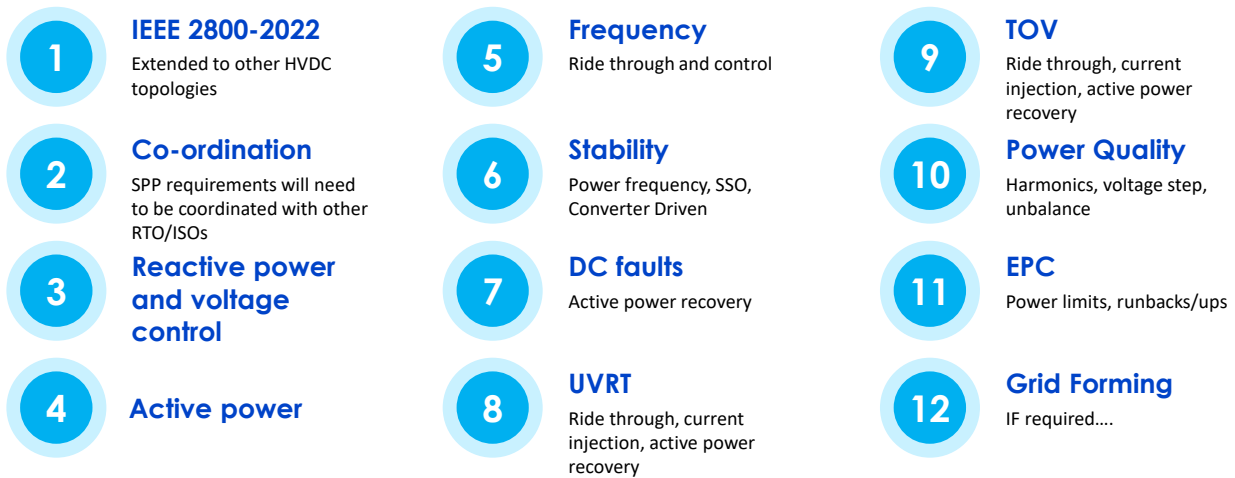 1
IEEE 2800-2022
Extended to other HVDC
topologies
2
Co-ordination
SPP requirements will need
to be coordinated with other
RTO/ISOs
3
Reactive power
and voltage
control
4
Active power
5
Frequency
Ride through and control
6
Stability
Power frequency, SSO,
Converter Driven
7
DC faults
Active power recovery
8
UVRT
Ride through, current
injection, active power
recovery
9
TOV
Ride through, current
injection, active power
recovery
10
Power Quality
Harmonics, voltage step,
unbalance
11
EPC
Power limits, runbacks/ups
12
Grid Forming
IF required....